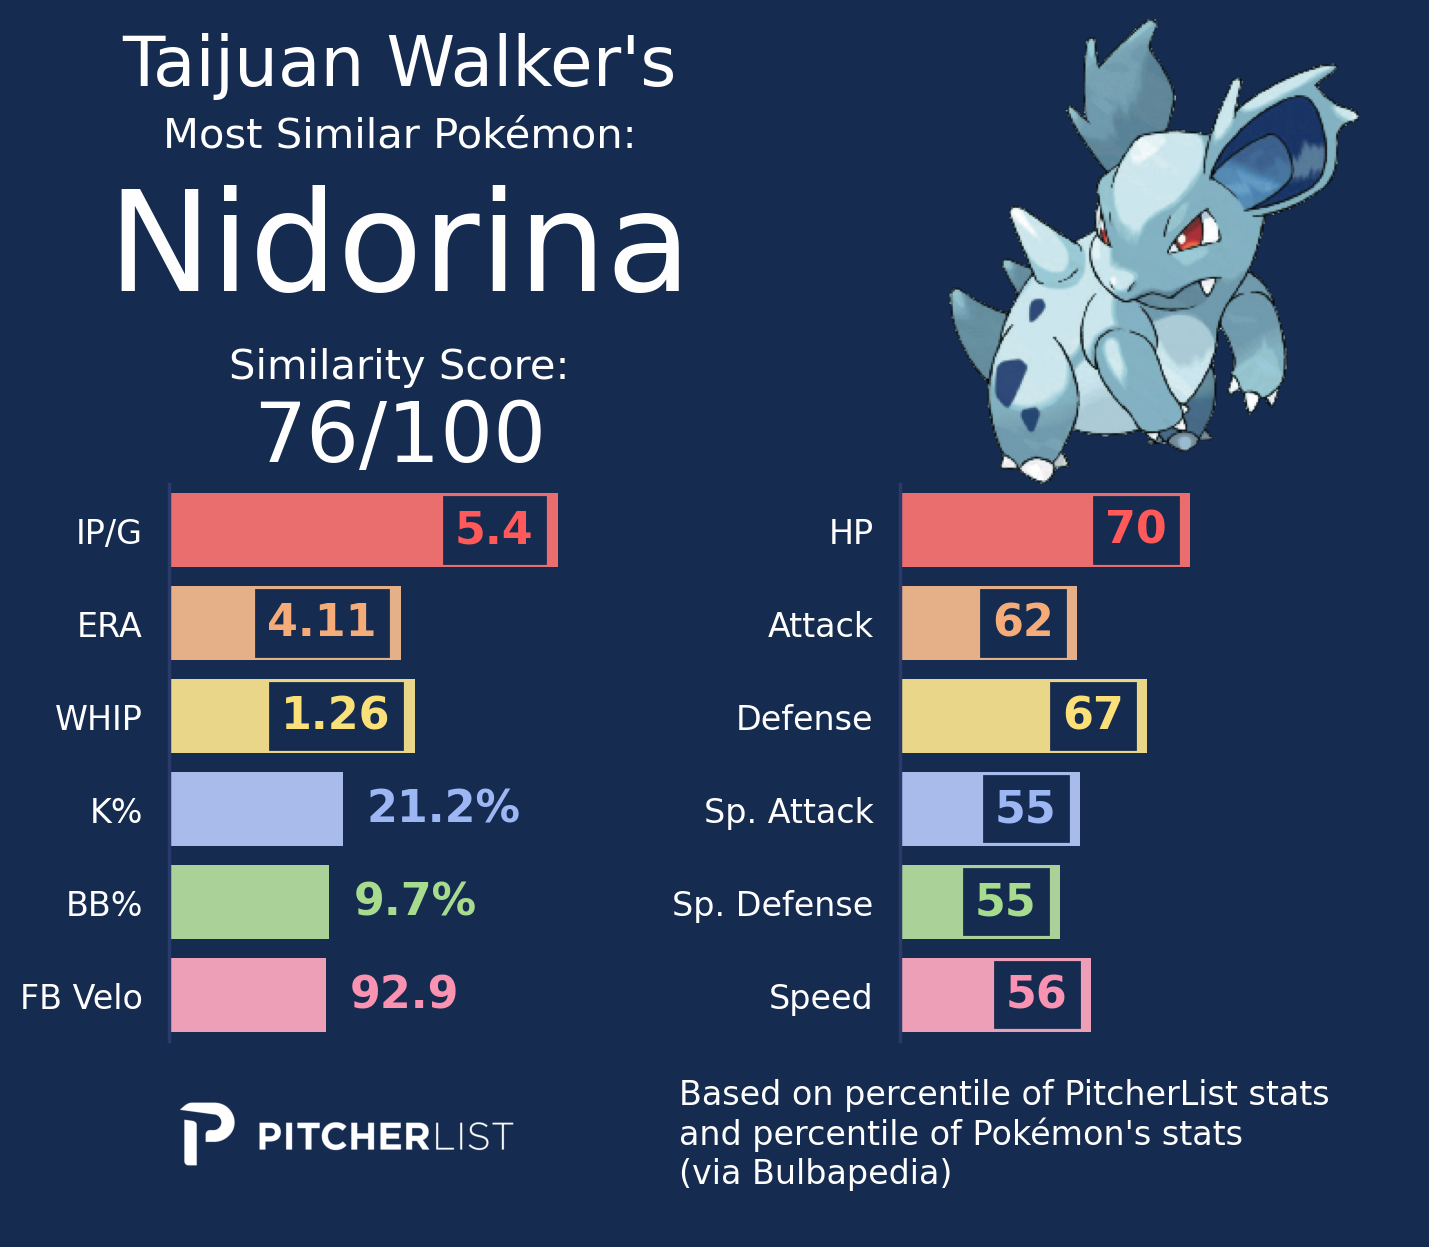 Taijuan Walker's
Most Similar Pokémon:
Nidorina
Similarity Score:
76/100
IP/G 5.4
ERA 4.11
WHIP 1.26
K% 21.2%
BB% 9.7%
FB Velo 92.9
HP 70
Attack 62
Defense 67
Sp. Attack 55
Sp. Defense 55
Speed 56
PITCHERLIST
Based on percentile of PitcherList stats
and percentile of Pokémon's stats
(via Bulbapedia)